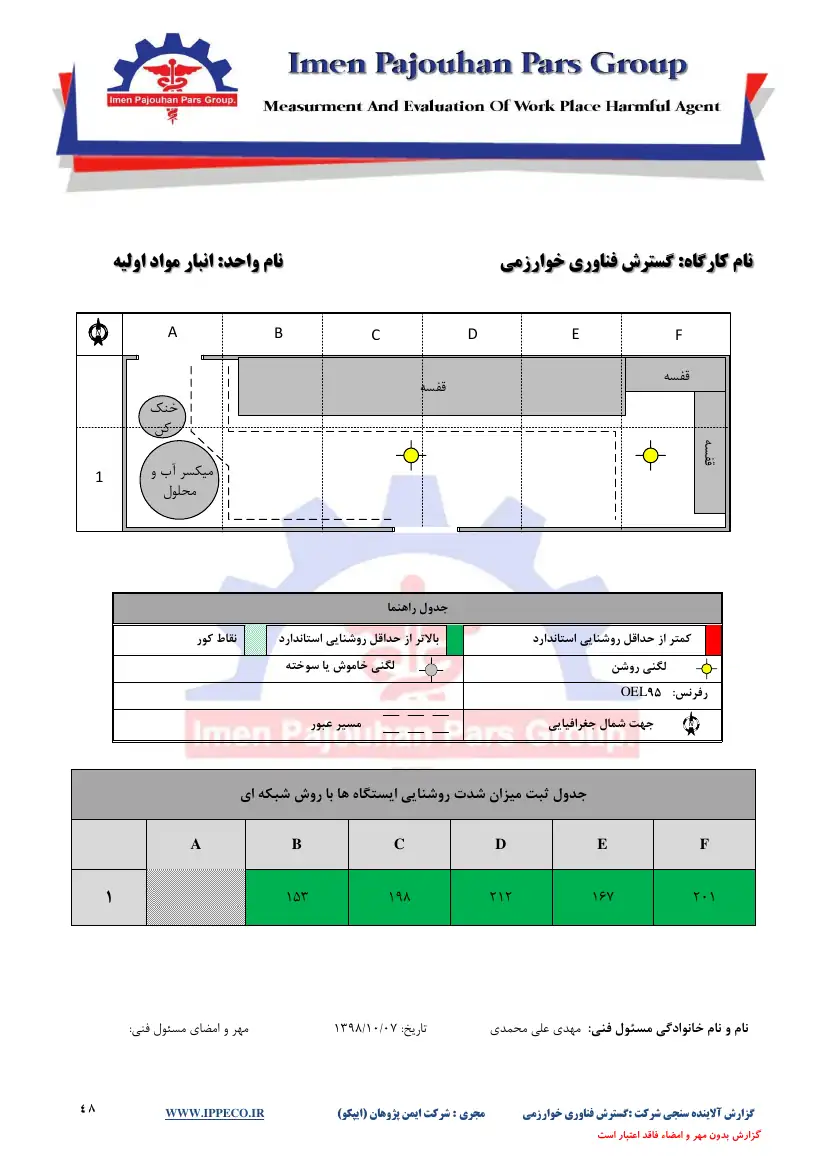 Imen Pajouhan Pars Group
Imen Pajouhan Pars Group.
Measurment And Evaluation Of Work Place Harmful Agent
نام کارگاه: گسترش فناوری خوارزمی نام واحد: انبار مواد اولیه
A B C D E F
قفسه
قفسه
قفسه
خنک
کن
1
میکسر آب و
محلول
جدول راهنما
کمتر از حداقل روشنایی استاندارد بالاتر از حداقل روشنایی استاندارد نقاط کور
لگنی روشن لگنی خاموش یا سوخته
رفرنس: OEL۹۵
جهت شمال جغرافیایی مسیر عبور
Imen Pajouhan Pars Group.
جدول ثبت میزان شدت روشنایی ایستگاه ها با روش شبکه ای
A B C D E F
۱ ۱۵۳ ۱۹۸ ۲۱۲ ۱۶۷ ۲۰۱
نام و نام خانوادگی مسئول فنی: مهدی علی محمدی تاریخ: ۱۳۹۸/۱۰/۰۷ مهر و امضای مسئول فنی:
گزارش آلاینده سنجی شرکت :گسترش فناوری خوارزمی مجری : شرکت ایمن پژوهان (ایپکو) WWW.IPPECO.IR ۴۸
گزارش بدون مهر و امضاء فاقد اعتبار است